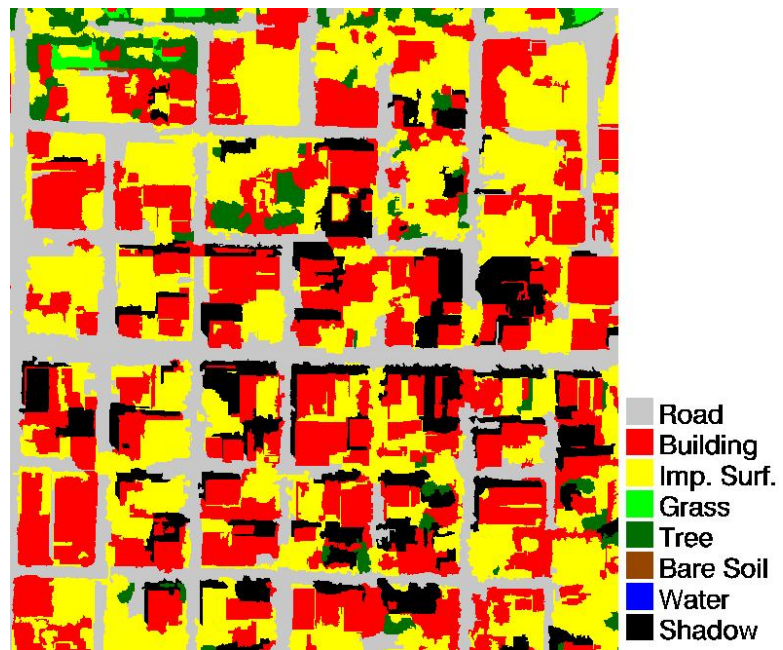 Road
Building
Imp. Surf.
Grass
Tree
Bare Soil
Water
Shadow